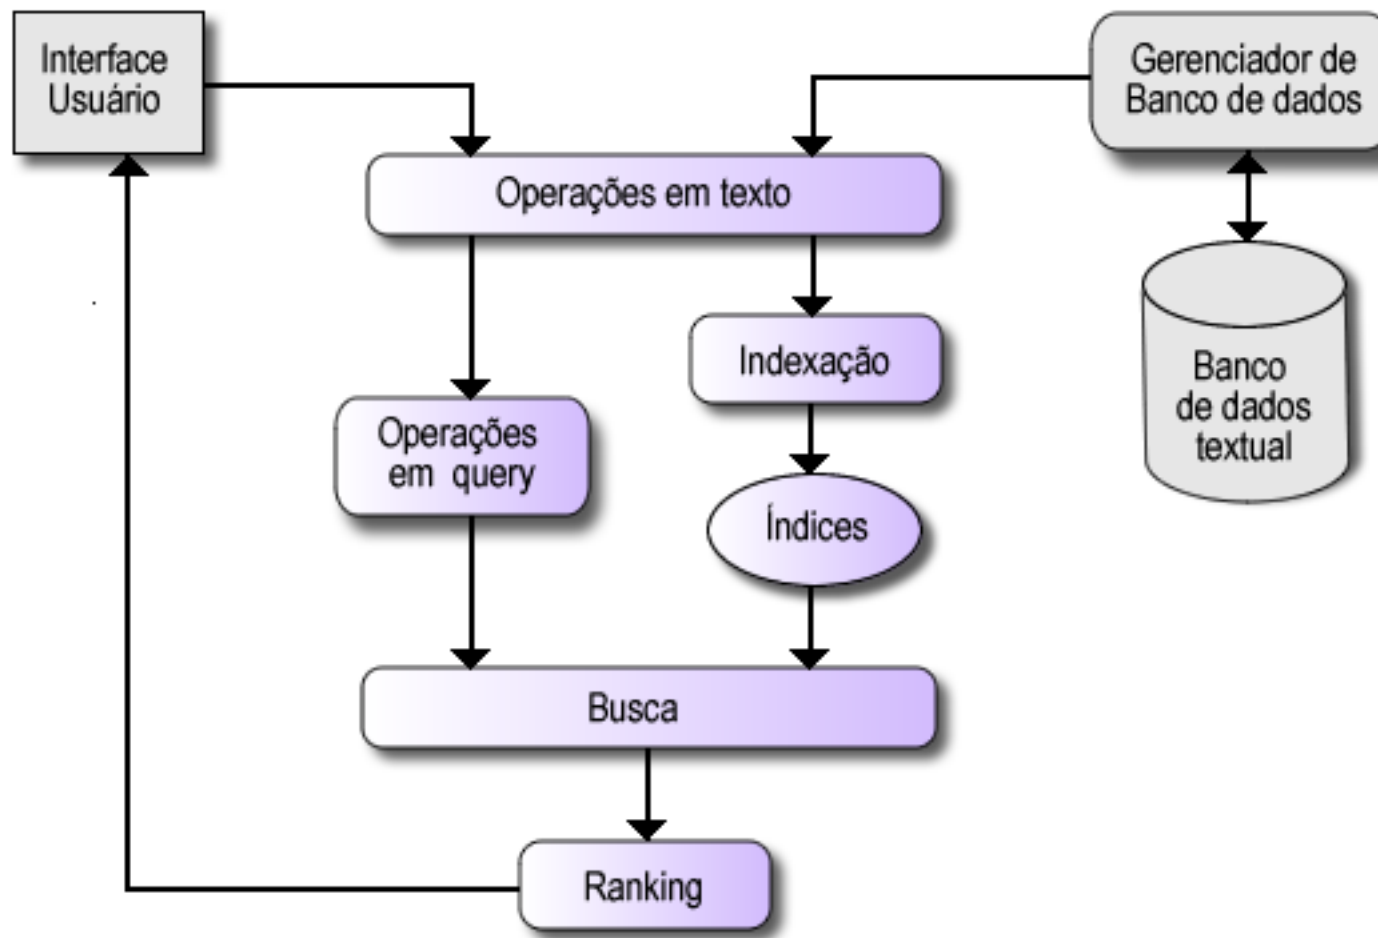 Interface
Usuário
Gerenciador de
Banco de dados
Operações em texto
Indexação
Banco
de dados
textual
Operações
em query
Índices
Busca
Ranking